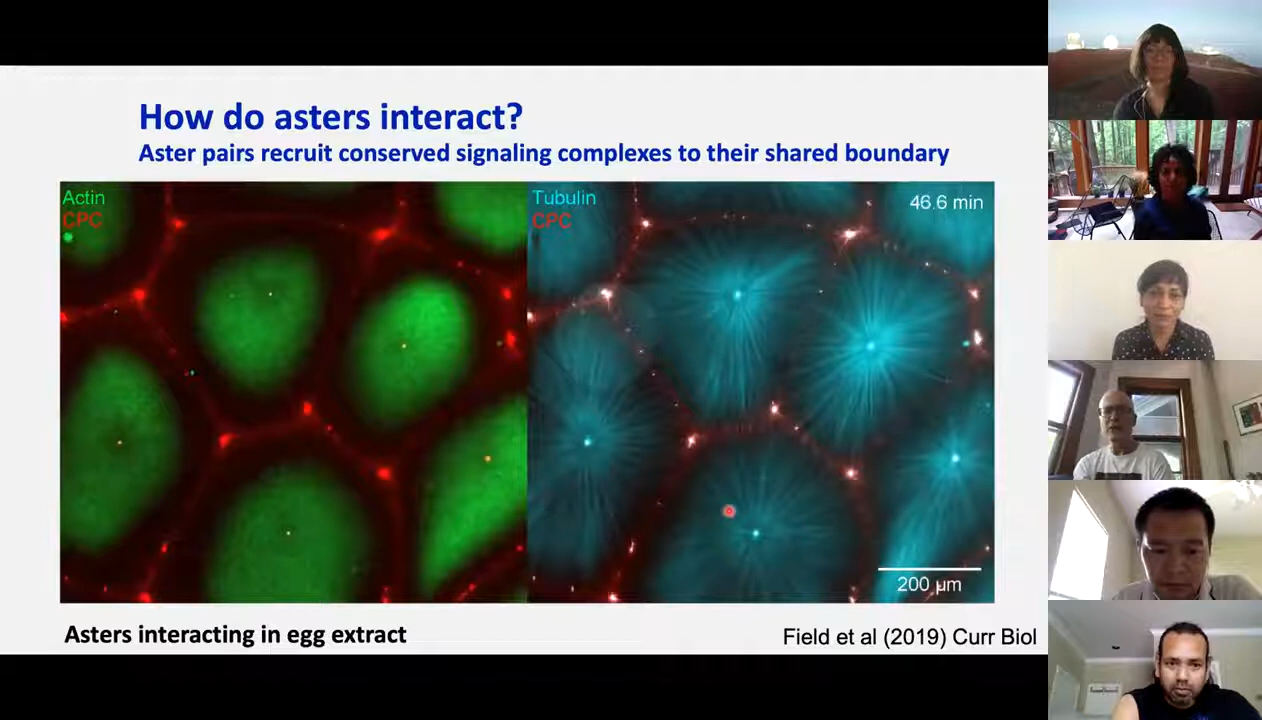 How do asters interact?
Aster pairs recruit conserved signaling complexes to their shared boundary
Actin
CPC
Tubulin
CPC
46.6 min
200 µm
Asters interacting in egg extract
Field et al (2019) Curr Biol